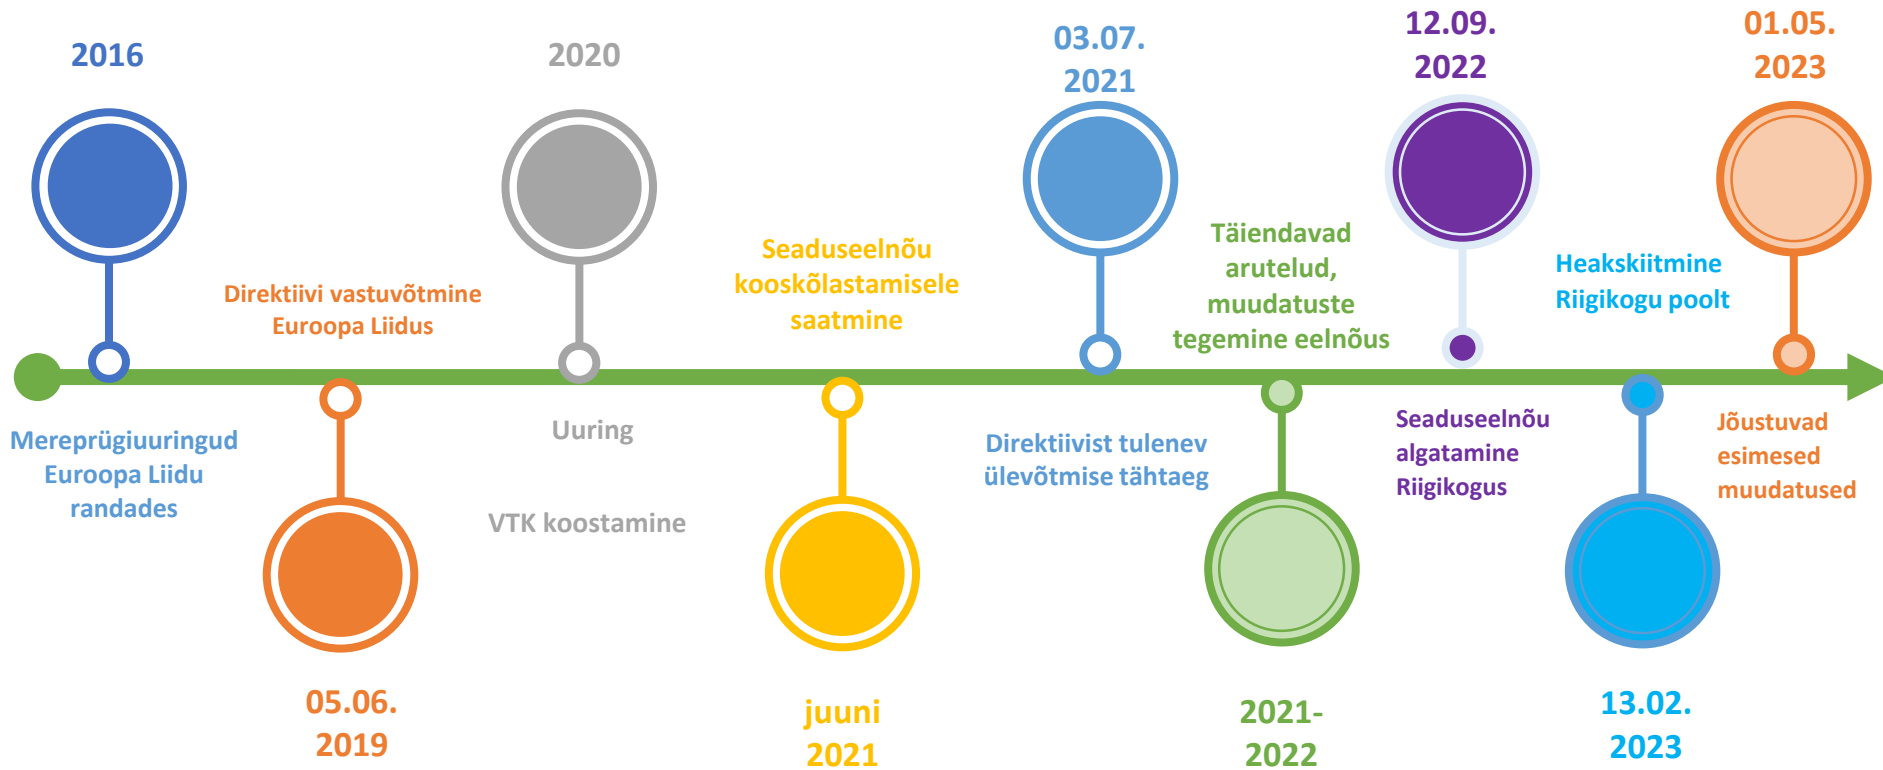 2016
Mereprügiuuringud
Euroopa Liidu
randades
Direktiivi vastuvõtmine
Euroopa Liidus
05.06.
2019
2020
Uuring
VTK koostamine
Seaduseelnõu
kooskõlastamisele
saatmine
juuni
2021
03.07.
2021
Direktiivist tulenev
ülevõtmise tähtaeg
Täiendavad
arutelud,
muudatuste
tegemine eelnõus
2021-
2022
12.09.
2022
Seaduseelnõu
algatamine
Riigikogus
Heakskiitmine
Riigikogu poolt
13.02.
2023
01.05.
2023
Jõustuvad
esimesed
muudatused